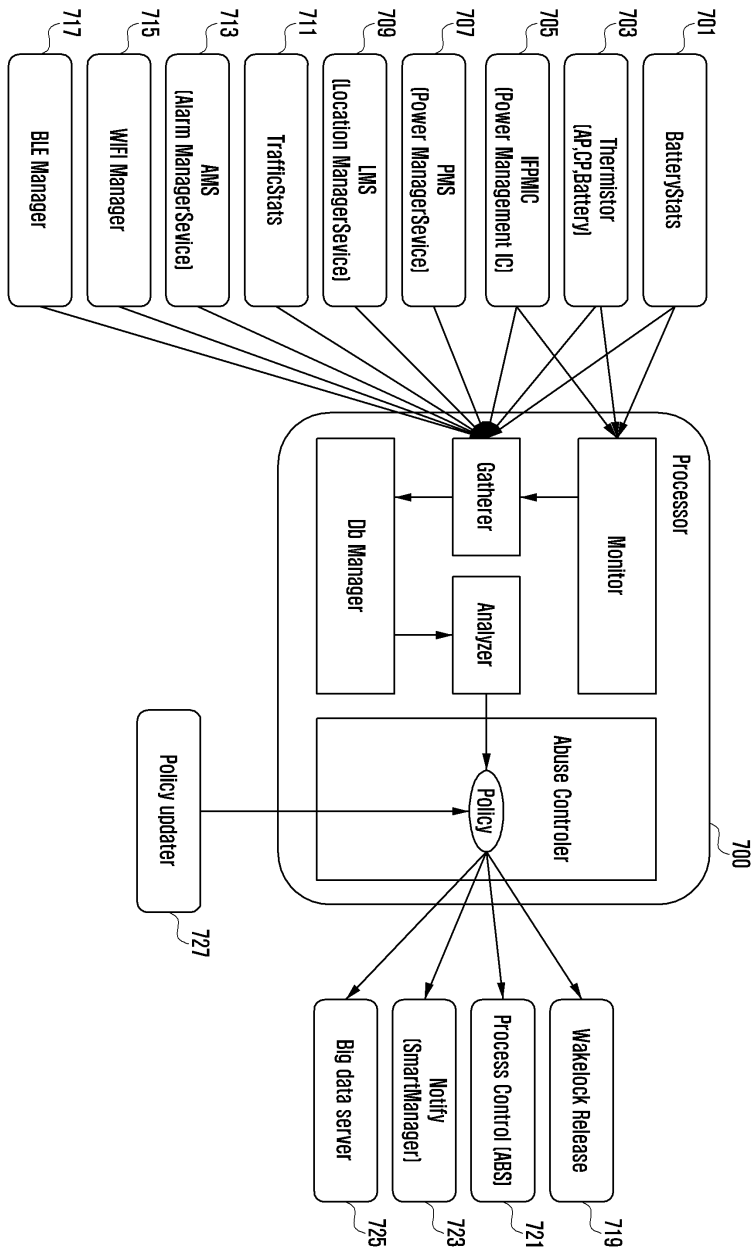 701
BatteryStats
703
Thermistor
[AP,CP,Battery]
705
IFPMIC
(Power Management IC)
707
PMS
(Power ManagerSevice)
709
LMS
(Location ManagerSevice)
711
TrafficStats
713
AMS
(Alarm ManagerSevice)
715
WIFI Manager
717
BLE Manager
700
Processor
Monitor
Gatherer
Analyzer
Db Manager
Abuse Controler
Policy
Policy updater
727
Wakelock Release
719
Process Control [ABS]
721
Notify
(SmartManager)
723
Big data server
725